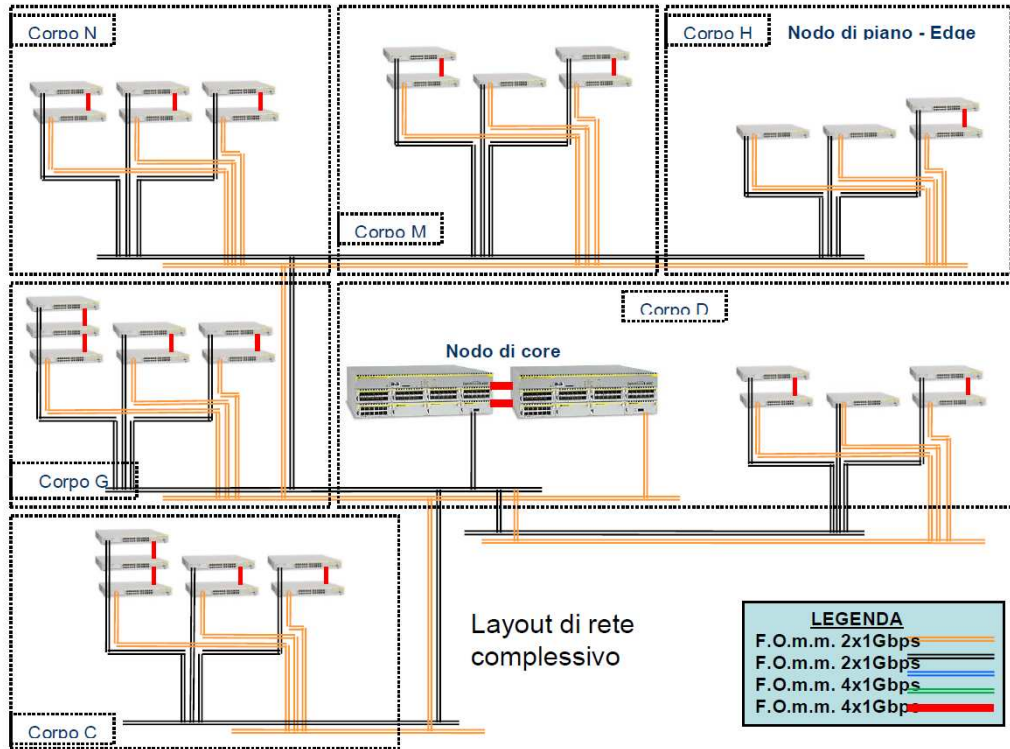 Corpo N
Corpo H
Nodo di piano - Edge
Corpo M
Corpo D
Nodo di core
Corpo G
Layout di rete
complessivo
LEGENDA
F.O.m.m. 2x1Gbps
F.O.m.m. 2x1Gbps
F.O.m.m. 4x1Gbps
F.O.m.m. 4x1Gbps
Corpo C